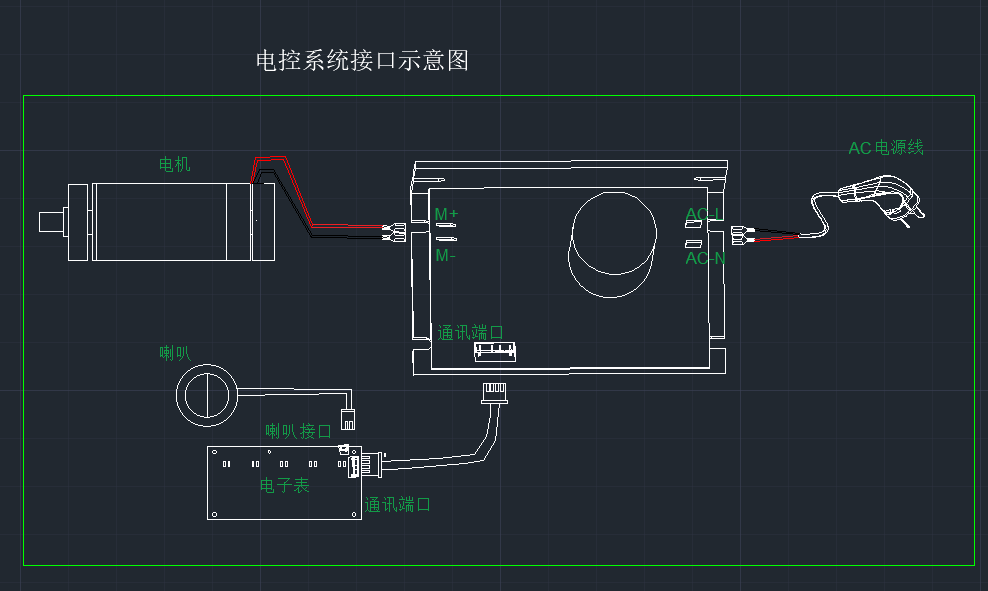 电控系统接口示意图
电机
AC电源线
M+
AC-L
M-
AC-N
通讯端口
喇叭
喇叭接口
电子表
通讯端口